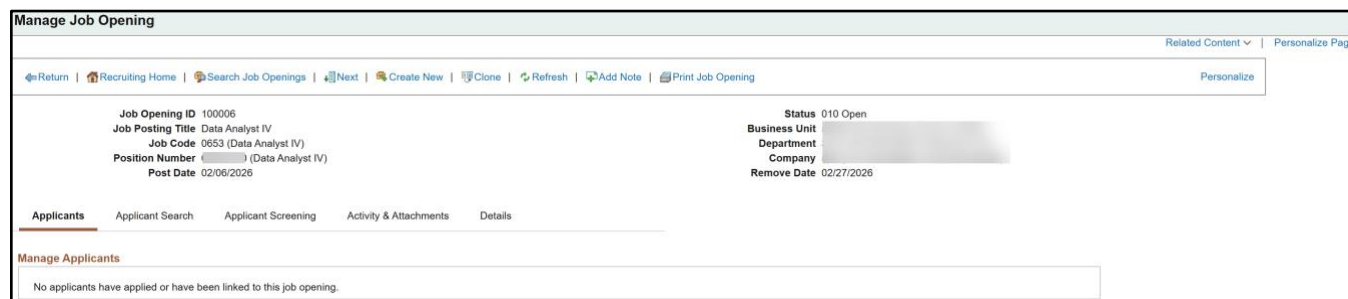 Manage Job Opening
Related Content | Personalize Pag
Return | Recruiting Home | Search Job Openings | Next | Create New | Clone | Refresh | Add Note | Print Job Opening Personalize
Job Opening ID 100006
Job Posting Title Data Analyst IV
Job Code 0653 (Data Analyst IV)
Position Number (Data Analyst IV)
Post Date 02/06/2026
Status 010 Open
Business Unit
Department
Company
Remove Date 02/27/2026
Applicants Applicant Search Applicant Screening Activity & Attachments Details
Manage Applicants
No applicants have applied or have been linked to this job opening.